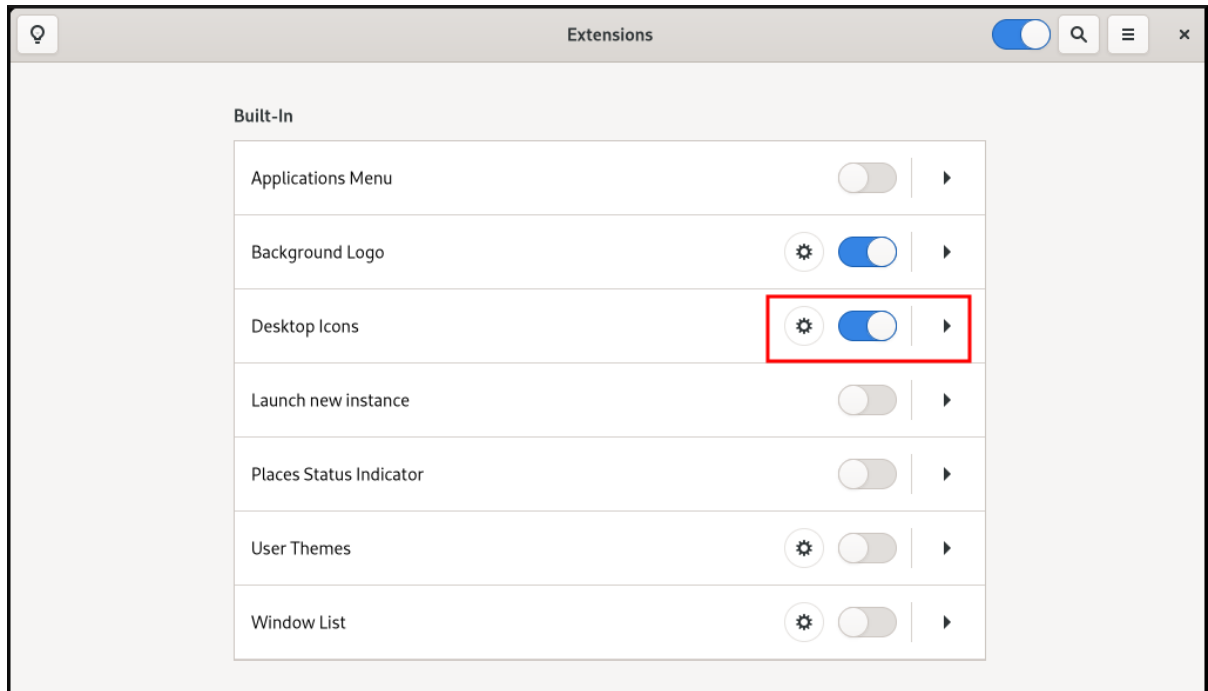 Extensions
Built-In
Applications Menu
Background Logo
Desktop Icons
Launch new instance
Places Status Indicator
User Themes
Window List